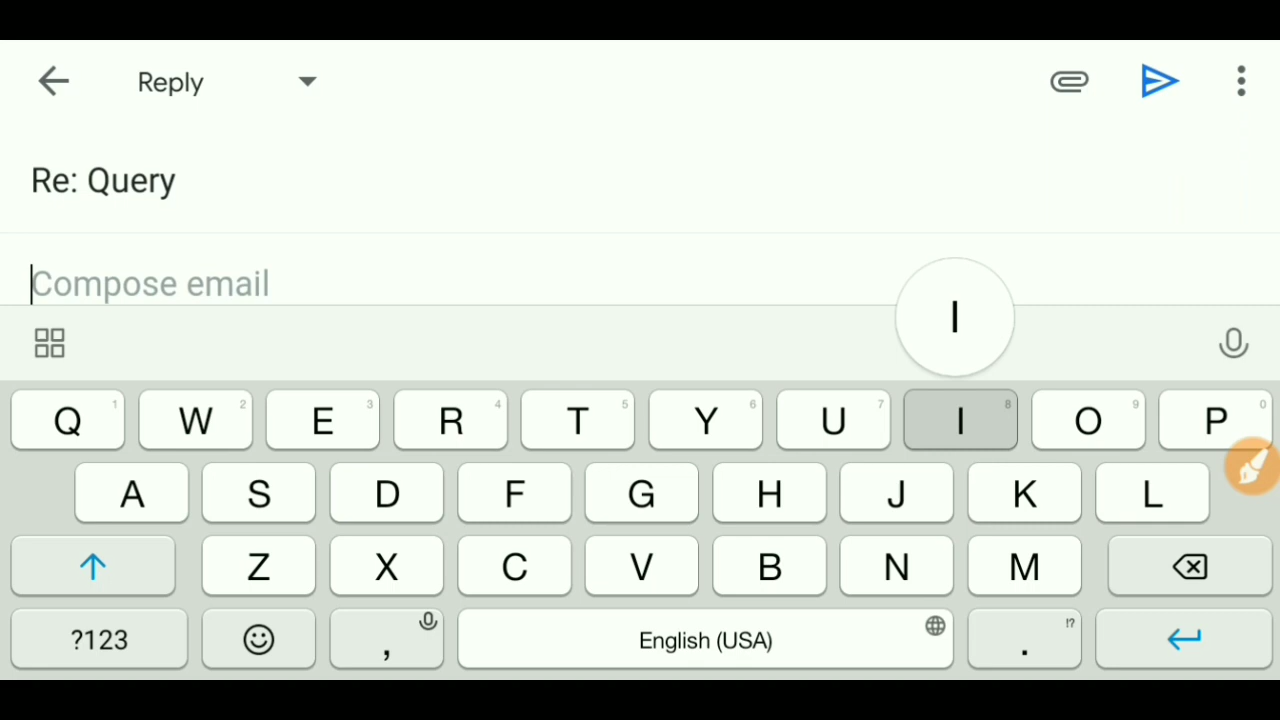 Reply
Re: Query
Compose email
I
Q 1 W 2 E 3 R 4 T 5 Y 6 U 7 I 8 O 9 P 0
A S D F G H J K L
Z X C V B N M
?123 , English (USA) . !?